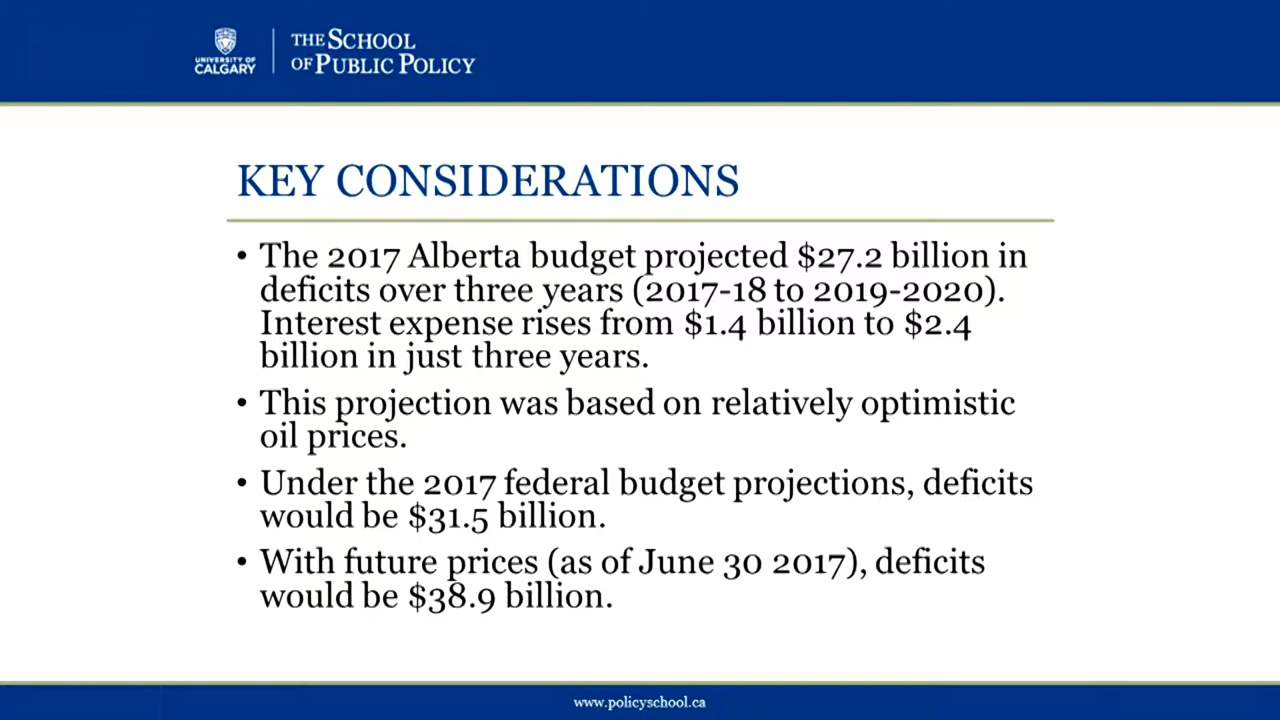 UNIVERSITY OF
CALGARY
THE SCHOOL
OF PUBLIC POLICY
KEY CONSIDERATIONS
• The 2017 Alberta budget projected $27.2 billion in
deficits over three years (2017-18 to 2019-2020).
Interest expense rises from $1.4 billion to $2.4
billion in just three years.
• This projection was based on relatively optimistic
oil prices.
• Under the 2017 federal budget projections, deficits
would be $31.5 billion.
• With future prices (as of June 30 2017), deficits
would be $38.9 billion.
www.policyschool.ca